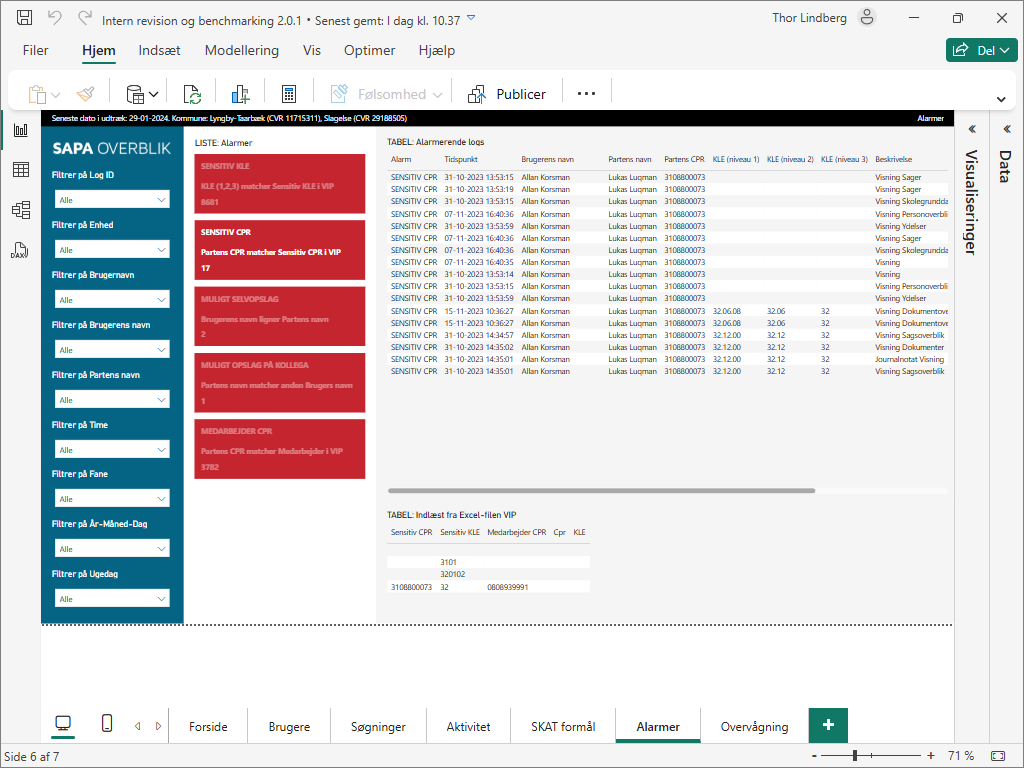 Intern revision og benchmarking 2.0.1 • Senest gemt: I dag kl. 10.37
Thor Lindberg
Filer Hjem Indsæt Modellering Vis Optimer Hjælp
Del
Følsomhed
Publicer
Seneste dato i udtræk: 29-01-2024. Kommune: Lyngby-Taarbæk (CVR 11715311), Slagelse (CVR 29188505)
Alarmer
SAPA OVERBLIK
Filtrer på Log ID
Alle
Filtrer på Enhed
Alle
Filtrer på Brugernavn
Alle
Filtrer på Brugerens navn
Alle
Filtrer på Partens navn
Alle
Filtrer på Time
Alle
Filtrer på Fane
Alle
Filtrer på År-Måned-Dag
Alle
Filtrer på Ugedag
Alle
LISTE: Alarmer
SENSITIV KLE
KLE (1,2,3) matcher Sensitiv KLE i VIP
8681
SENSITIV CPR
Partens CPR matcher Sensitiv CPR i VIP
17
MULIGT SELVOPSLAG
Brugerens navn ligner Partens navn
2
MULIGT OPSLAG PÅ KOLLEGA
Partens navn matcher anden Brugers navn
1
MEDARBEJDER CPR
Partens CPR matcher Medarbejder i VIP
3782
TABEL: Alarmerende logs
Alarm Tidspunkt Brugerens navn Partens navn Partens CPR KLE (niveau 1) KLE (niveau 2) KLE (niveau 3) Beskrivelse
SENSITIV CPR 31-10-2023 13:53:15 Allan Korsman Lukas Luqman 3108800073 Visning Sager
SENSITIV CPR 31-10-2023 13:53:19 Allan Korsman Lukas Luqman 3108800073 Visning Sager
SENSITIV CPR 31-10-2023 13:53:15 Allan Korsman Lukas Luqman 3108800073 Visning Skolegrundda
SENSITIV CPR 07-11-2023 16:40:36 Allan Korsman Lukas Luqman 3108800073 Visning Personoverbli
SENSITIV CPR 31-10-2023 13:53:59 Allan Korsman Lukas Luqman 3108800073 Visning Ydelser
SENSITIV CPR 07-11-2023 16:40:36 Allan Korsman Lukas Luqman 3108800073 Visning Sager
SENSITIV CPR 07-11-2023 16:40:36 Allan Korsman Lukas Luqman 3108800073 Visning Skolegrundda
SENSITIV CPR 07-11-2023 16:40:35 Allan Korsman Lukas Luqman 3108800073 Visning
SENSITIV CPR 31-10-2023 13:53:14 Allan Korsman Lukas Luqman 3108800073 Visning
SENSITIV CPR 31-10-2023 13:53:15 Allan Korsman Lukas Luqman 3108800073 Visning Personoverbli
SENSITIV CPR 31-10-2023 13:53:59 Allan Korsman Lukas Luqman 3108800073 Visning Ydelser
SENSITIV CPR 15-11-2023 10:36:27 Allan Korsman Lukas Luqman 3108800073 32.06.08 32.06 32 Visning Dokumentove
SENSITIV CPR 15-11-2023 10:36:27 Allan Korsman Lukas Luqman 3108800073 32.06.08 32.06 32 Visning Dokumentove
SENSITIV CPR 31-10-2023 14:34:57 Allan Korsman Lukas Luqman 3108800073 32.12.00 32.12 32 Visning Sagsoverblik
SENSITIV CPR 31-10-2023 14:35:02 Allan Korsman Lukas Luqman 3108800073 32.12.00 32.12 32 Visning Dokumenter
SENSITIV CPR 31-10-2023 14:35:01 Allan Korsman Lukas Luqman 3108800073 32.12.00 32.12 32 Journalnotat Visning
SENSITIV CPR 31-10-2023 14:35:01 Allan Korsman Lukas Luqman 3108800073 32.12.00 32.12 32 Visning Sagsoverblik
TABEL: Indlæst fra Excel-filen VIP
Sensitiv CPR Sensitiv KLE Medarbejder CPR Cpr KLE
3101
320102
3108800073 32 0808939991
Visualiseringer
Data
DAX
Forside Brugere Søgninger Aktivitet SKAT formål Alarmer Overvågning +
Side 6 af 7
- + 71 %